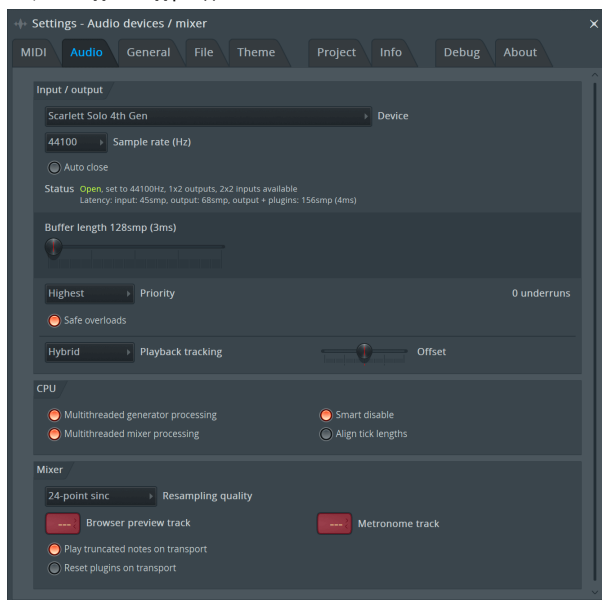 Settings - Audio devices / mixer
MIDI Audio General File Theme Project Info Debug About
Input / output
Scarlett Solo 4th Gen Device
44100 Sample rate (Hz)
Auto close
Status Open, set to 44100Hz, 1x2 outputs, 2x2 inputs available
Latency: input: 45smp, output: 68smp, output + plugins: 156smp (4ms)
Buffer length 128smp (3ms)
Highest Priority 0 underruns
Safe overloads
Hybrid Playback tracking Offset
CPU
Multithreaded generator processing Smart disable
Multithreaded mixer processing Align tick lengths
Mixer
24-point sinc Resampling quality
--- Browser preview track --- Metronome track
Play truncated notes on transport
Reset plugins on transport